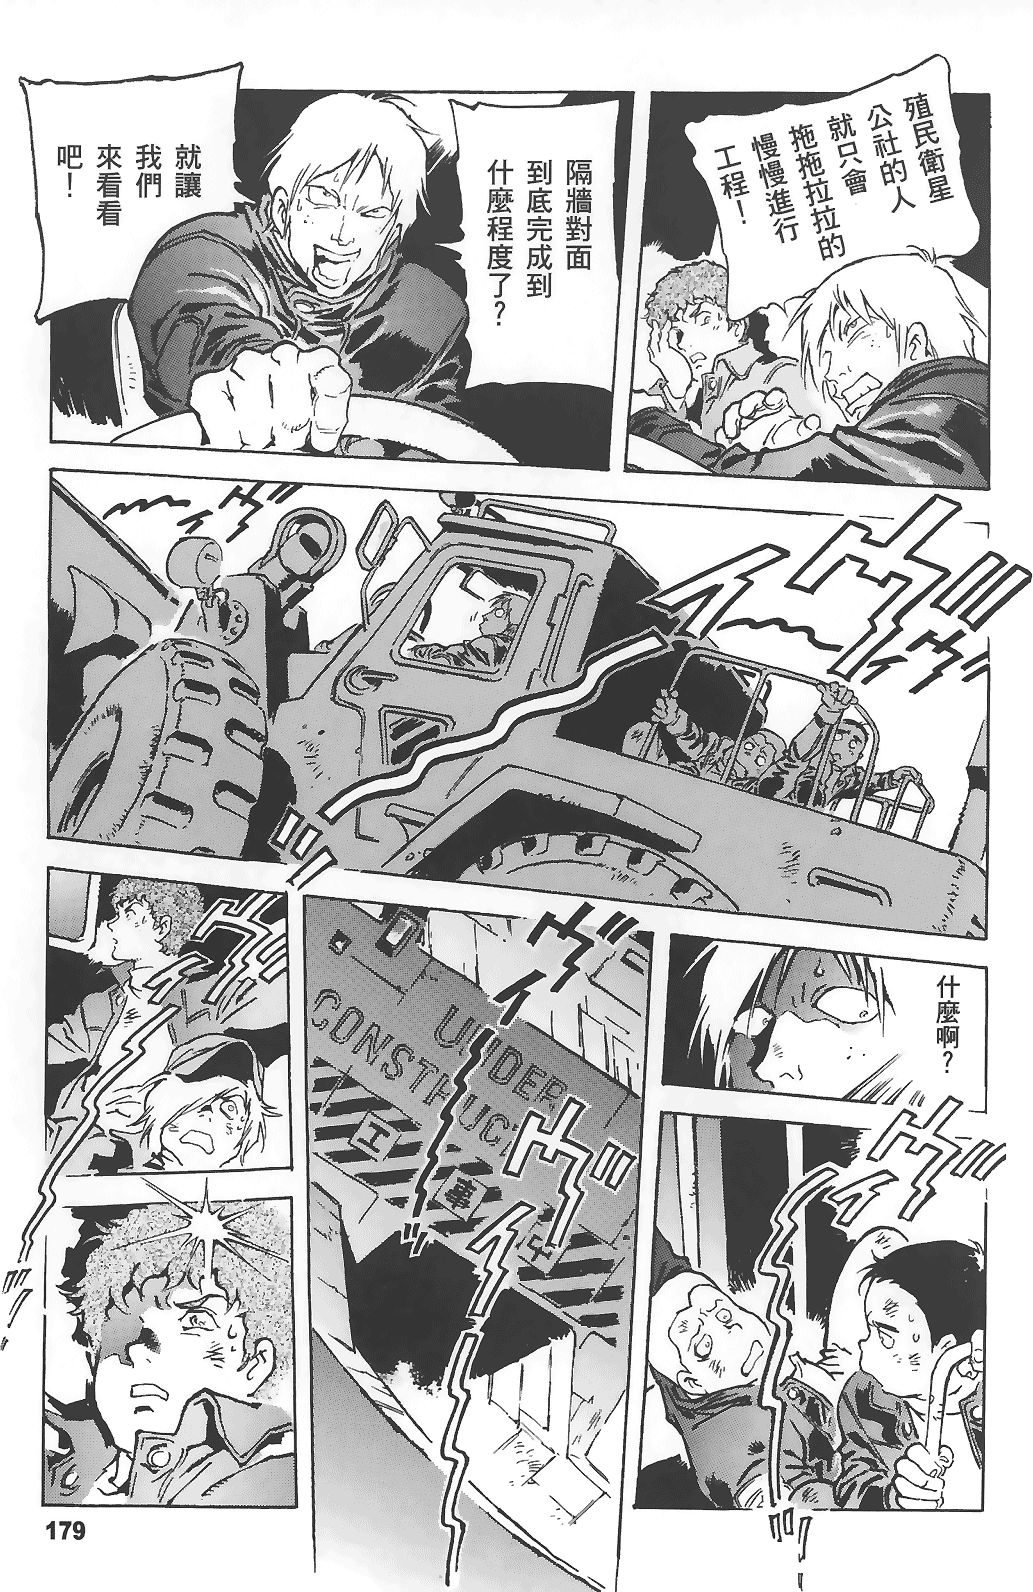 殖民衛星
公社的人
就只會
拖拖拉拉的
慢慢進行
工程！
隔牆對面
到底完成到
什麼程度了？
就讓
我們
來看看
吧！
什麼啊？
UNDER
CONSTRUCT
工
事
179